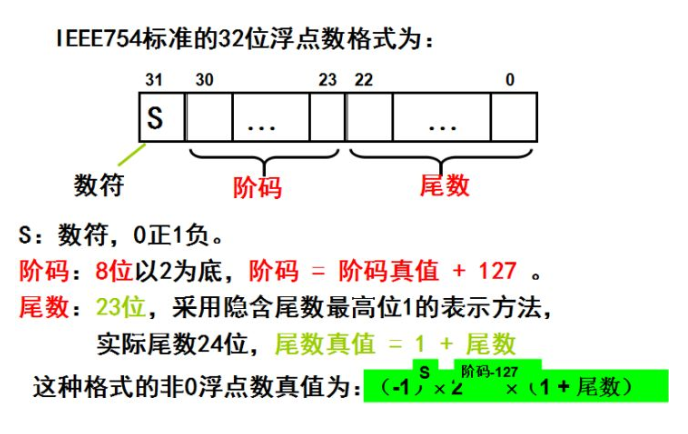 IEEE754标准的32位浮点数格式为：
31 30 23 22 0
S ... ...
数符 阶码 尾数
S：数符，0正1负。
阶码：8位以2为底，阶码 = 阶码真值 + 127 。
尾数：23位，采用隐含尾数最高位1的表示方法，
实际尾数24位，尾数真值 = 1 + 尾数
这种格式的非0浮点数真值为：（-1）S × 2阶码-127 ×（1 + 尾数）